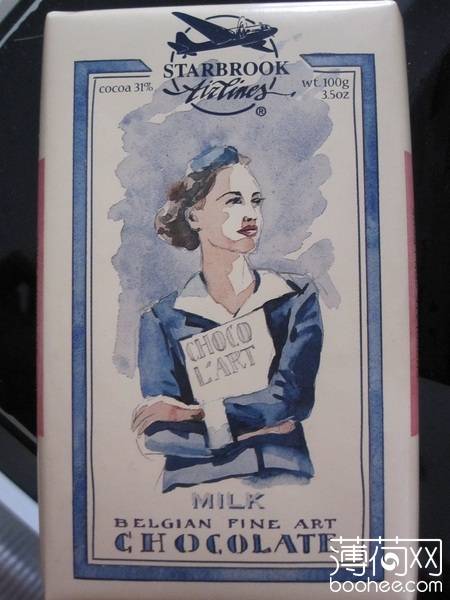 STARBROOK
Airlines
®
cocoa 31%
wt. 100g
3.5oz
CHOCO
L'ART
MILK
BELGIAN FINE ART
CHOCOLATE
薄荷网
boohee.com